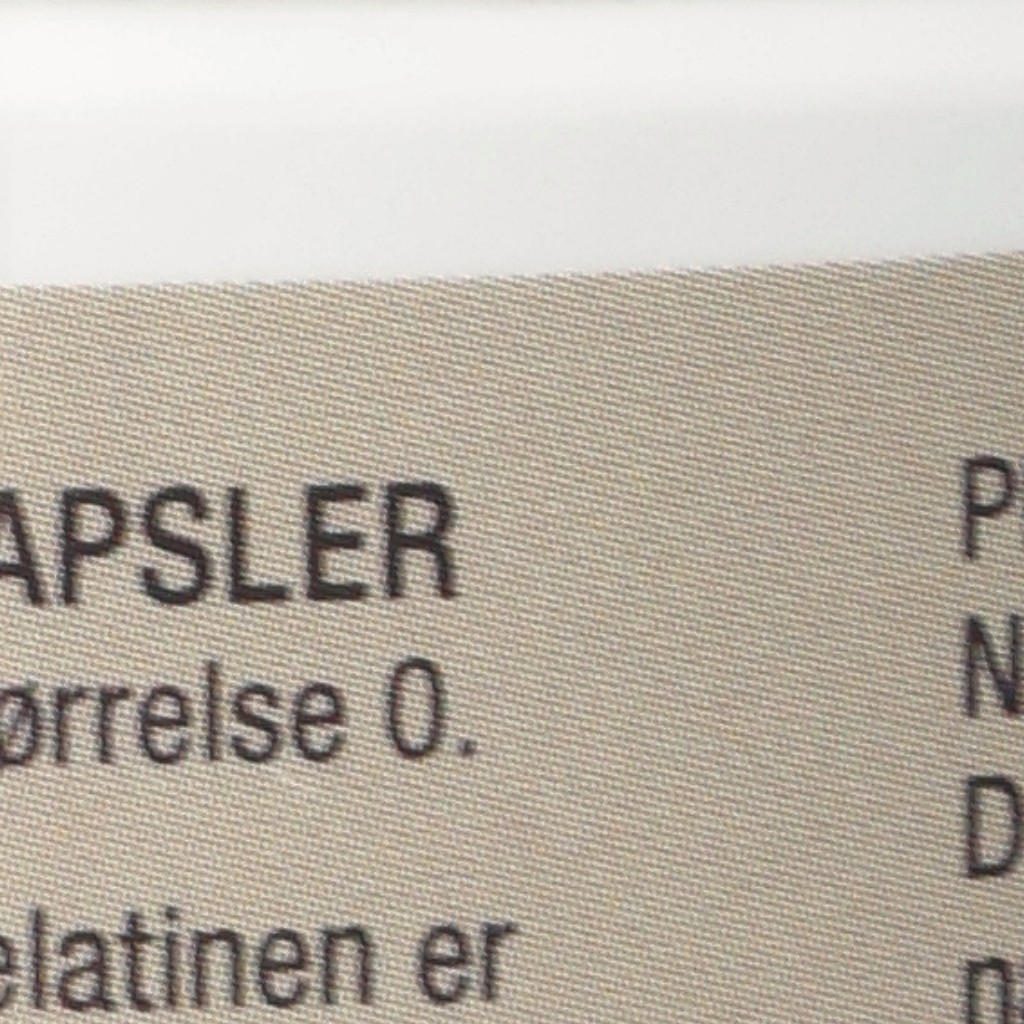 APSLER
ørrelse 0.
elatinen er
P
N
D